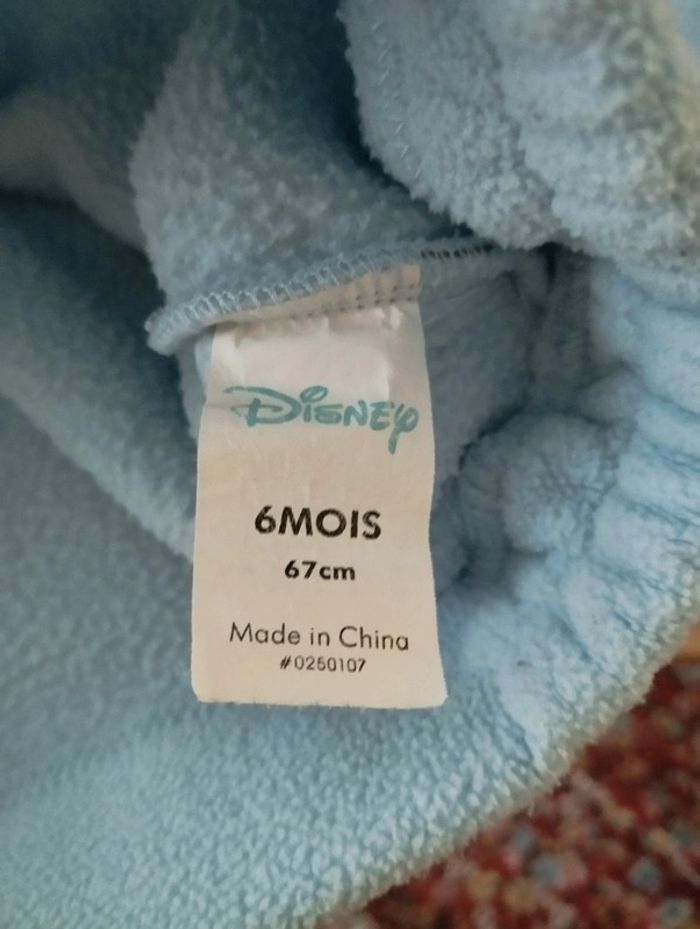 Disney
6MOIS
67cm
Made in China
#0250107